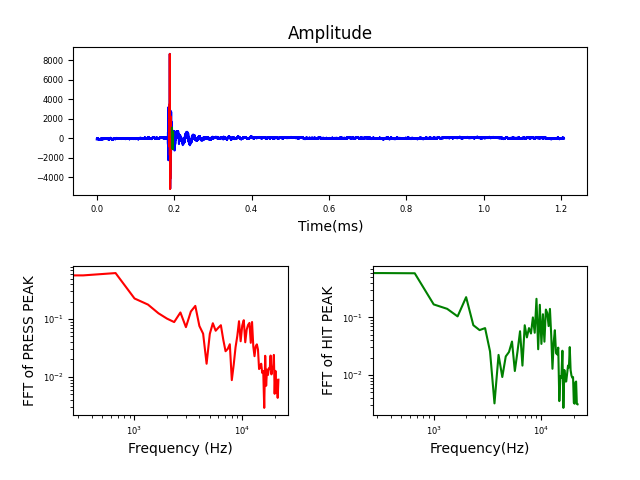 Amplitude
8000
6000
4000
2000
0
−2000
−4000
0.0 0.2 0.4 0.6 0.8 1.0 1.2
Time(ms)
FFT of PRESS PEAK
10⁻¹
10⁻²
10³ 10⁴
Frequency (Hz)
FFT of HIT PEAK
10⁻¹
10⁻²
10³ 10⁴
Frequency(Hz)